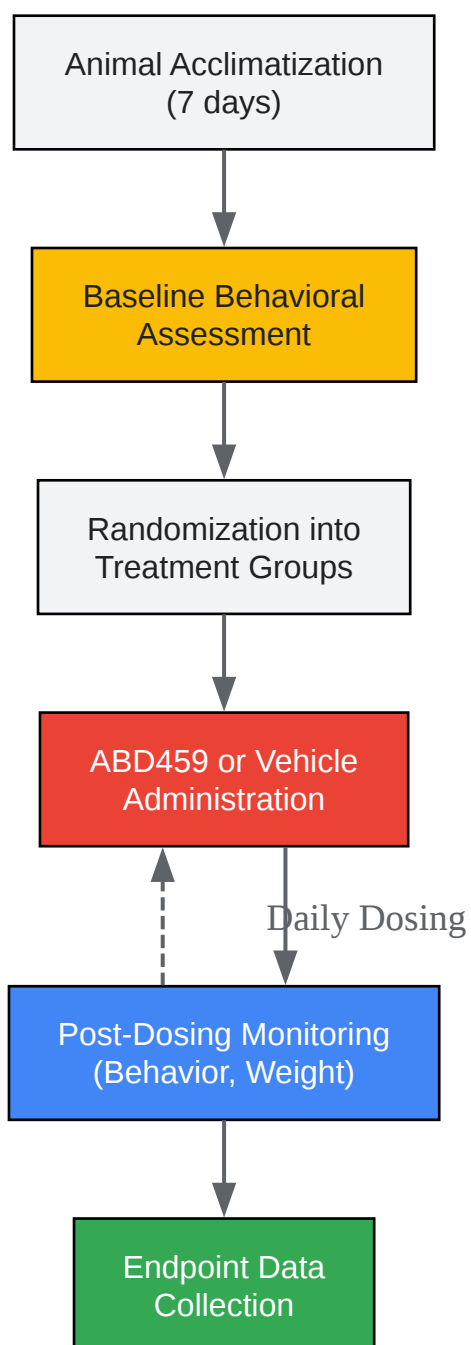 Animal Acclimatization
(7 days)
Baseline Behavioral
Assessment
Randomization into
Treatment Groups
ABD459 or Vehicle
Administration
Daily Dosing
Post-Dosing Monitoring
(Behavior, Weight)
Endpoint Data
Collection